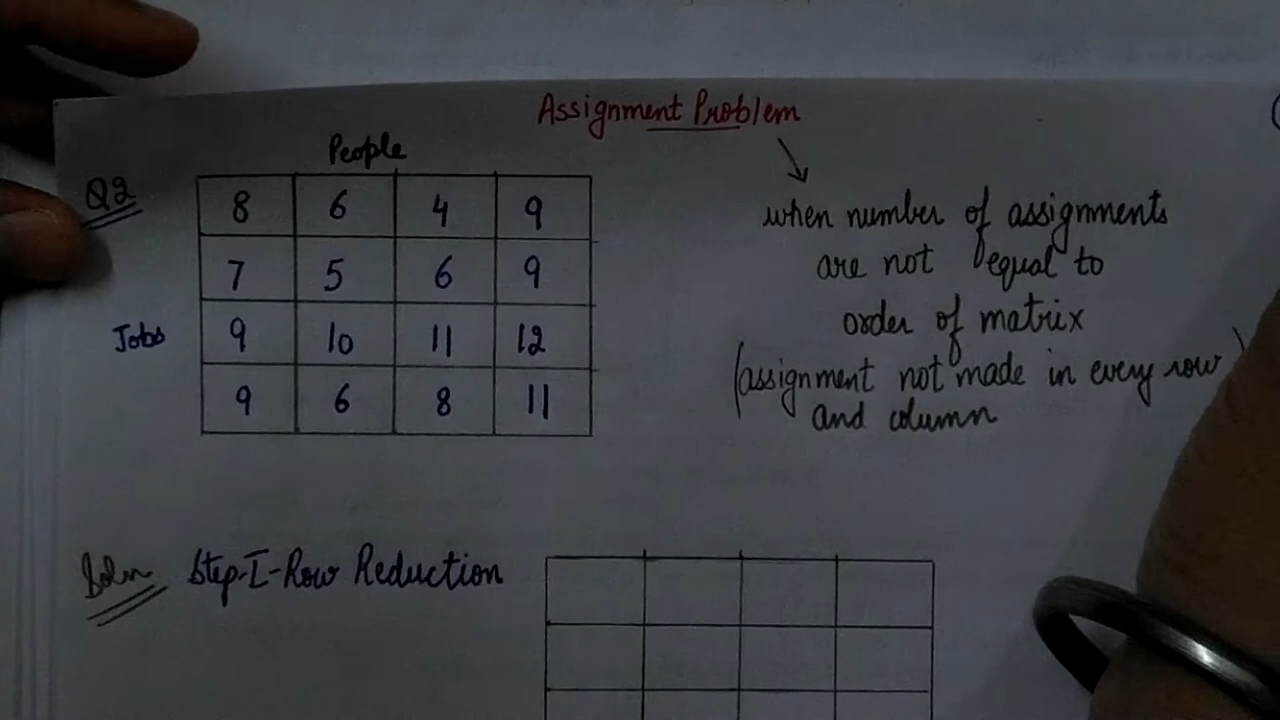 Assignment Problem
People
Q2
8 6 4 9
7 5 6 9
Jobs
9 10 11 12
9 6 8 11
when number of assignments
are not equal to
order of matrix
(assignment not made in every row)
and column
Soln Step-I-Row Reduction